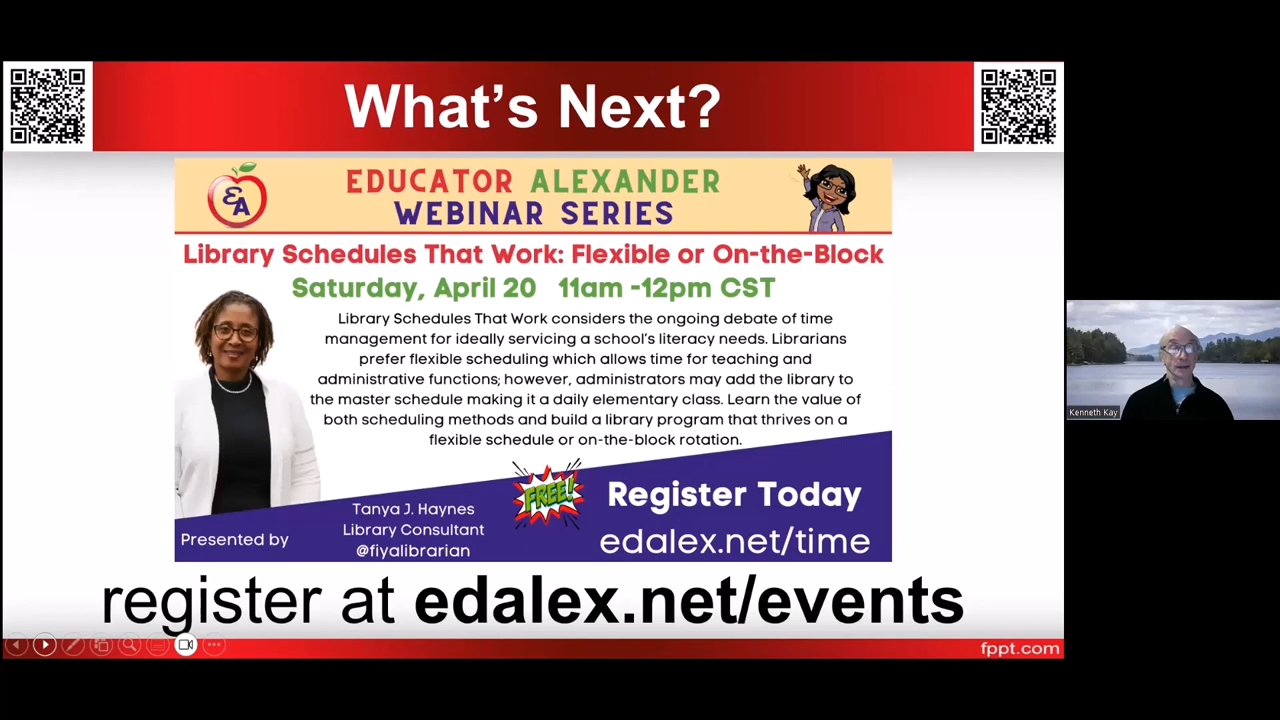 What's Next?
EA
EDUCATOR ALEXANDER
WEBINAR SERIES
Library Schedules That Work: Flexible or On-the-Block
Saturday, April 20 11am -12pm CST
Library Schedules That Work considers the ongoing debate of time
management for ideally servicing a school's literacy needs. Librarians
prefer flexible scheduling which allows time for teaching and
administrative functions; however, administrators may add the library to
the master schedule making it a daily elementary class. Learn the value of
both scheduling methods and build a library program that thrives on a
flexible schedule or on-the-block rotation.
Presented by
Tanya J. Haynes
Library Consultant
@fiyalibrarian
FREE!
Register Today
edalex.net/time
register at edalex.net/events
fppt.com
Kenneth Kay